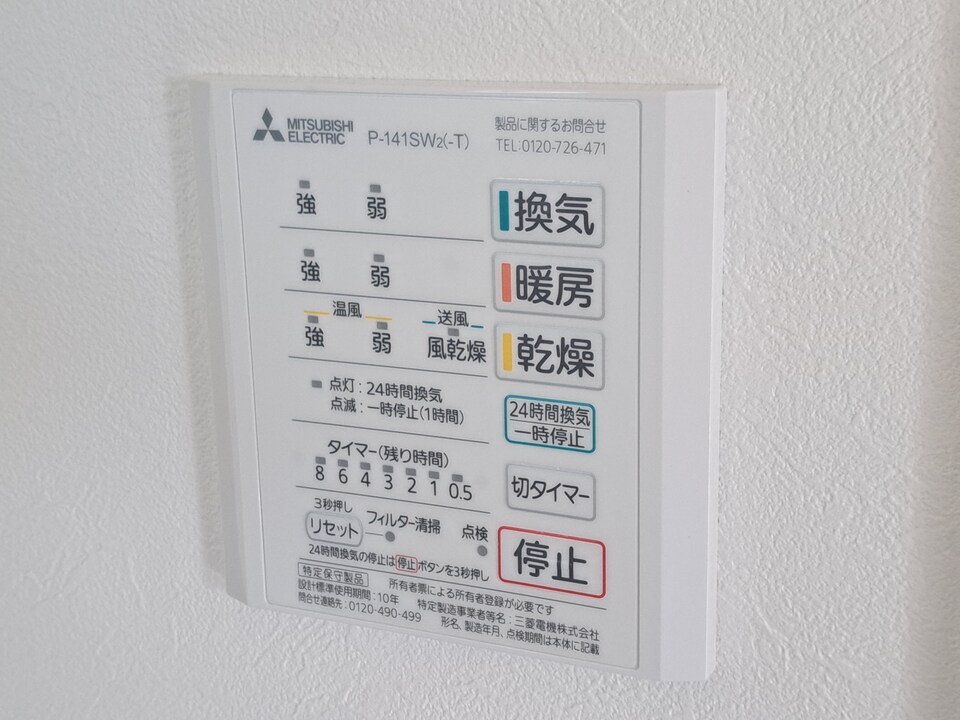 MITSUBISHI
ELECTRIC
P-141SW2(-T)
製品に関するお問合せ
TEL:0120-726-471
強 弱 換気
強 弱 暖房
温風 送風
強 弱 風乾燥 乾燥
点灯：24時間換気
点滅：一時停止(1時間)
24時間換気
一時停止
タイマー(残り時間)
8 6 4 3 2 1 0.5
切タイマー
3秒押し
リセット フィルター清掃 点検
停止
24時間換気の停止は停止ボタンを3秒押し
特定保守製品 所有者票による所有者登録が必要です
設計標準使用期間：10年 特定製造事業者等名：三菱電機株式会社
問合せ連絡先：0120-490-499 形名、製造年月、点検期間は本体に記載